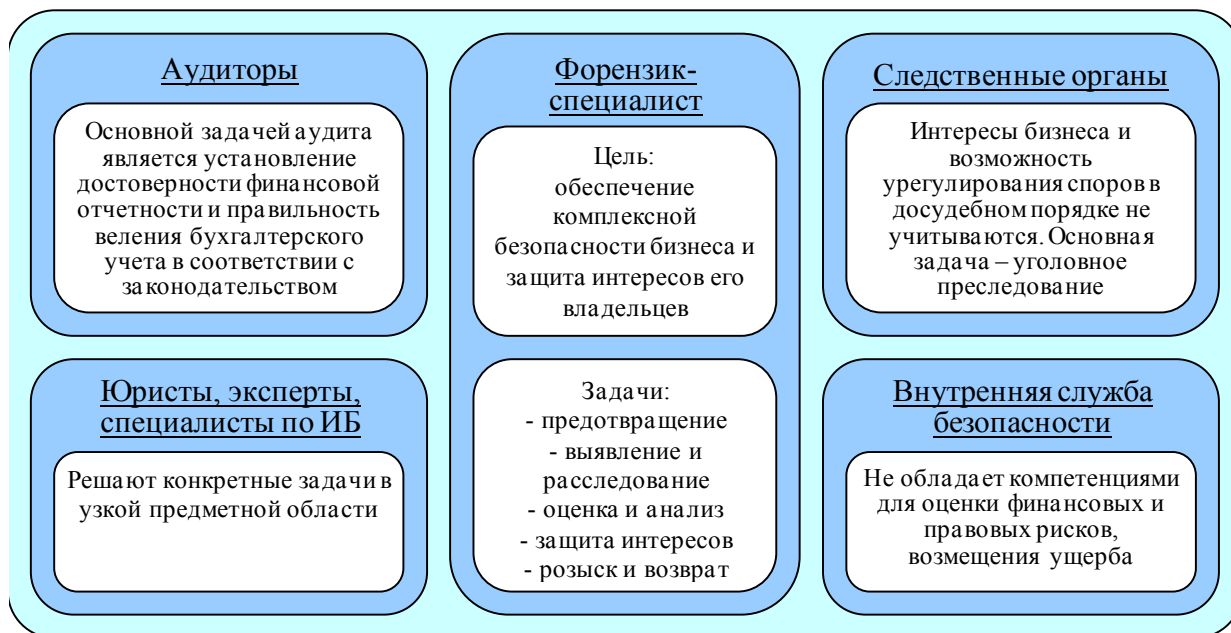 Аудиторы
Основной задачей аудита
является установление
достоверности финансовой
отчетности и правильность
веления бухгалтерского
учета в соответствии с
законодательством
Форензик-
специалист
Цель:
обеспечение
комплексной
безопасности бизнеса и
защита интересов его
владельцев
Задачи:
- предотвращение
- выявление и
расследование
- оценка и анализ
- защита интересов
- розыск и возврат
Следственные органы
Интересы бизнеса и
возможность
урегулирования споров в
досудебном порядке не
учитываются. Основная
задача – уголовное
преследование
Юристы, эксперты,
специалисты по ИБ
Решают конкретные задачи в
узкой предметной области
Внутренняя служба
безопасности
Не обладает компетенциями
для оценки финансовых и
правовых рисков,
возмещения ущерба